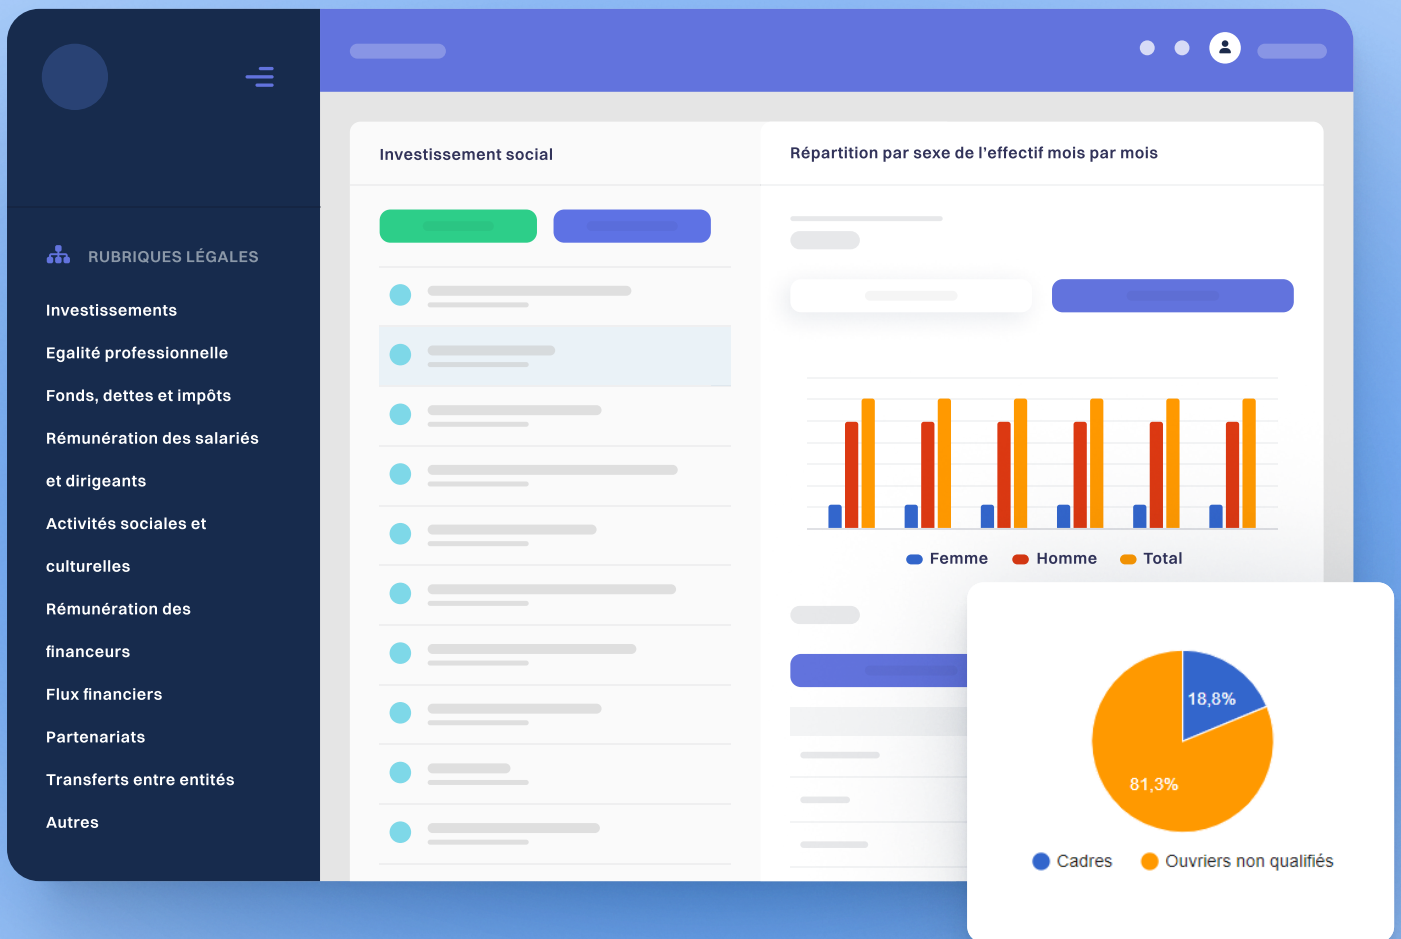 RUBRIQUES LÉGALES
Investissements
Egalité professionnelle
Fonds, dettes et impôts
Rémunération des salariés
et dirigeants
Activités sociales et
culturelles
Rémunération des
financeurs
Flux financiers
Partenariats
Transferts entre entités
Autres
Investissement social
Répartition par sexe de l'effectif mois par mois
Femme Homme Total
18,8%
81,3%
Cadres Ouvriers non qualifiés